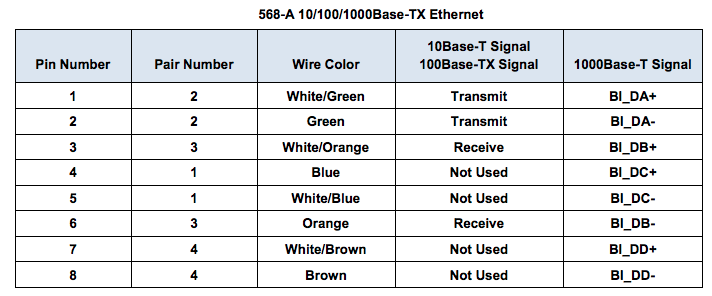 568-A 10/100/1000Base-TX Ethernet
Pin Number Pair Number Wire Color 10Base-T Signal 100Base-TX Signal 1000Base-T Signal
1 2 White/Green Transmit BI_DA+
2 2 Green Transmit BI_DA-
3 3 White/Orange Receive BI_DB+
4 1 Blue Not Used BI_DC+
5 1 White/Blue Not Used BI_DC-
6 3 Orange Receive BI_DB-
7 4 White/Brown Not Used BI_DD+
8 4 Brown Not Used BI_DD-